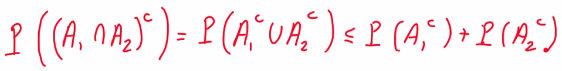 P((A₁∩A₂)ᶜ) = P(A₁ᶜ∪A₂ᶜ) ≤ P(A₁ᶜ) + P(A₂ᶜ)